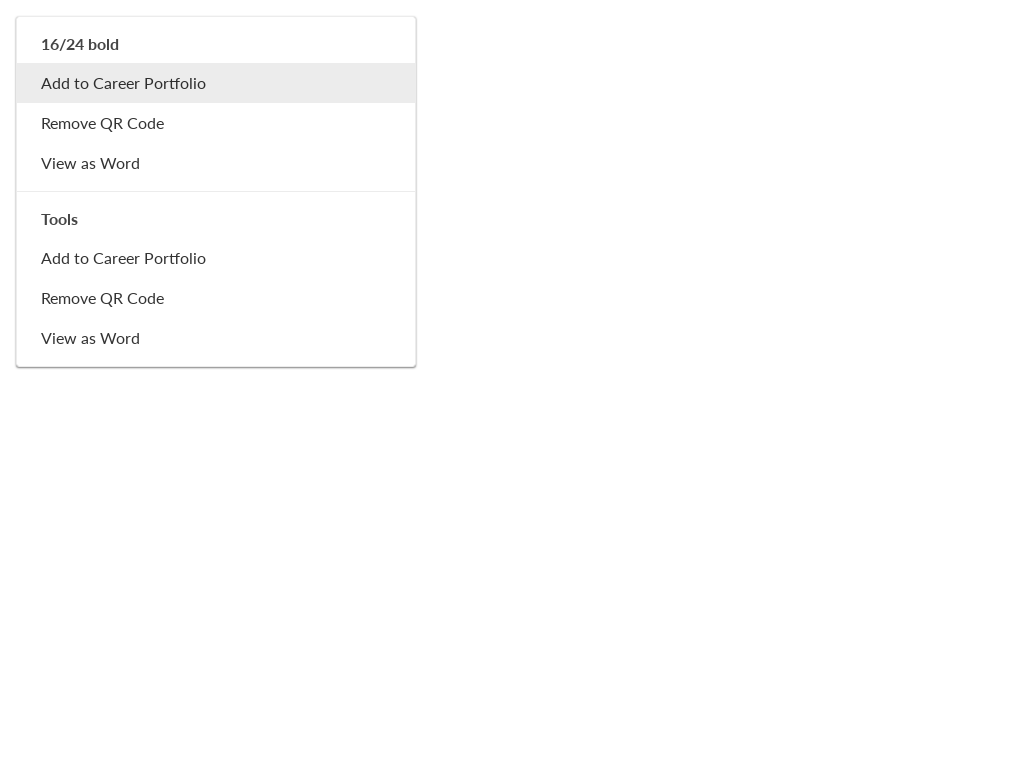 16/24 bold
Add to Career Portfolio
Remove QR Code
View as Word
Tools
Add to Career Portfolio
Remove QR Code
View as Word